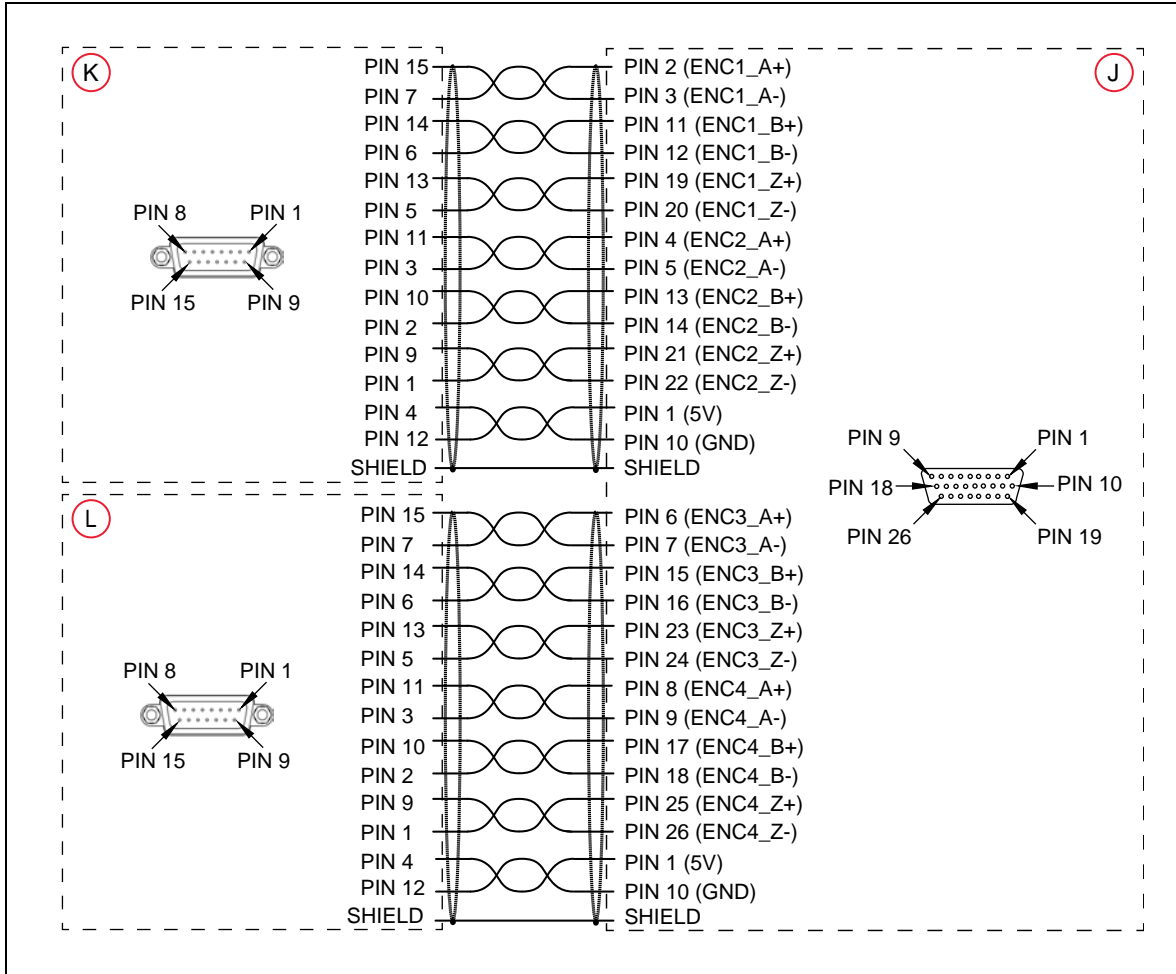 K
J
PIN 15
PIN 2 (ENC1_A+)
PIN 7
PIN 3 (ENC1_A-)
PIN 14
PIN 11 (ENC1_B+)
PIN 6
PIN 12 (ENC1_B-)
PIN 13
PIN 19 (ENC1_Z+)
PIN 5
PIN 20 (ENC1_Z-)
PIN 11
PIN 4 (ENC2_A+)
PIN 3
PIN 5 (ENC2_A-)
PIN 10
PIN 13 (ENC2_B+)
PIN 2
PIN 14 (ENC2_B-)
PIN 9
PIN 21 (ENC2_Z+)
PIN 1
PIN 22 (ENC2_Z-)
PIN 4
PIN 1 (5V)
PIN 12
PIN 10 (GND)
SHIELD
SHIELD
PIN 8
PIN 1
PIN 15
PIN 9
PIN 9
PIN 1
PIN 18
PIN 10
PIN 26
PIN 19
L
PIN 15
PIN 6 (ENC3_A+)
PIN 7
PIN 7 (ENC3_A-)
PIN 14
PIN 15 (ENC3_B+)
PIN 6
PIN 16 (ENC3_B-)
PIN 13
PIN 23 (ENC3_Z+)
PIN 5
PIN 24 (ENC3_Z-)
PIN 11
PIN 8 (ENC4_A+)
PIN 3
PIN 9 (ENC4_A-)
PIN 10
PIN 17 (ENC4_B+)
PIN 2
PIN 18 (ENC4_B-)
PIN 9
PIN 25 (ENC4_Z+)
PIN 1
PIN 26 (ENC4_Z-)
PIN 4
PIN 1 (5V)
PIN 12
PIN 10 (GND)
SHIELD
SHIELD
PIN 8
PIN 1
PIN 15
PIN 9